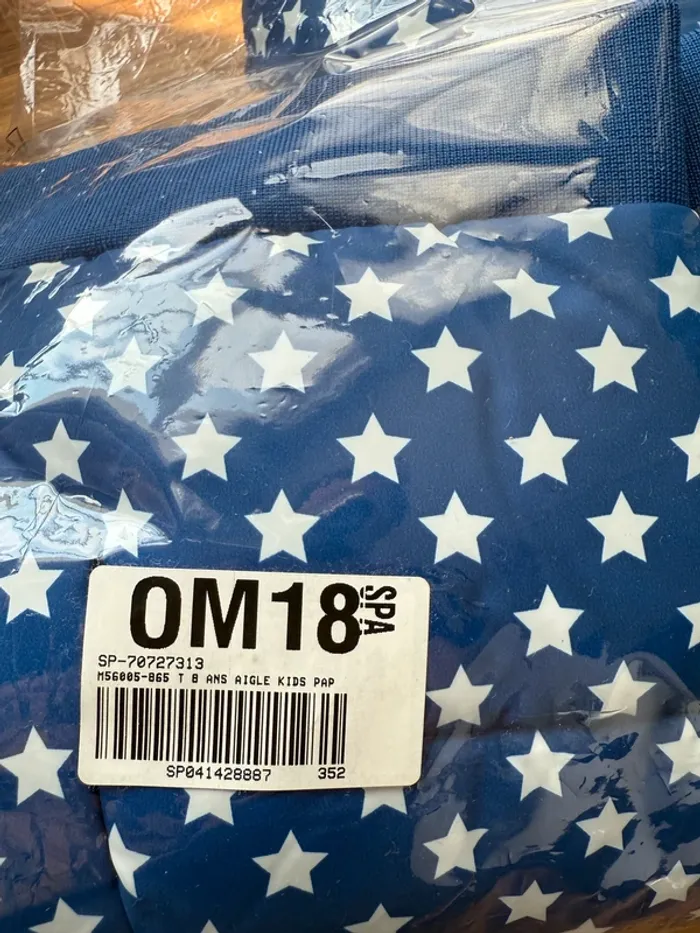 OM18 SPA
SP-70727313
M56005-865 T 8 ANS AIGLE KIDS PAP
SP041428887 352